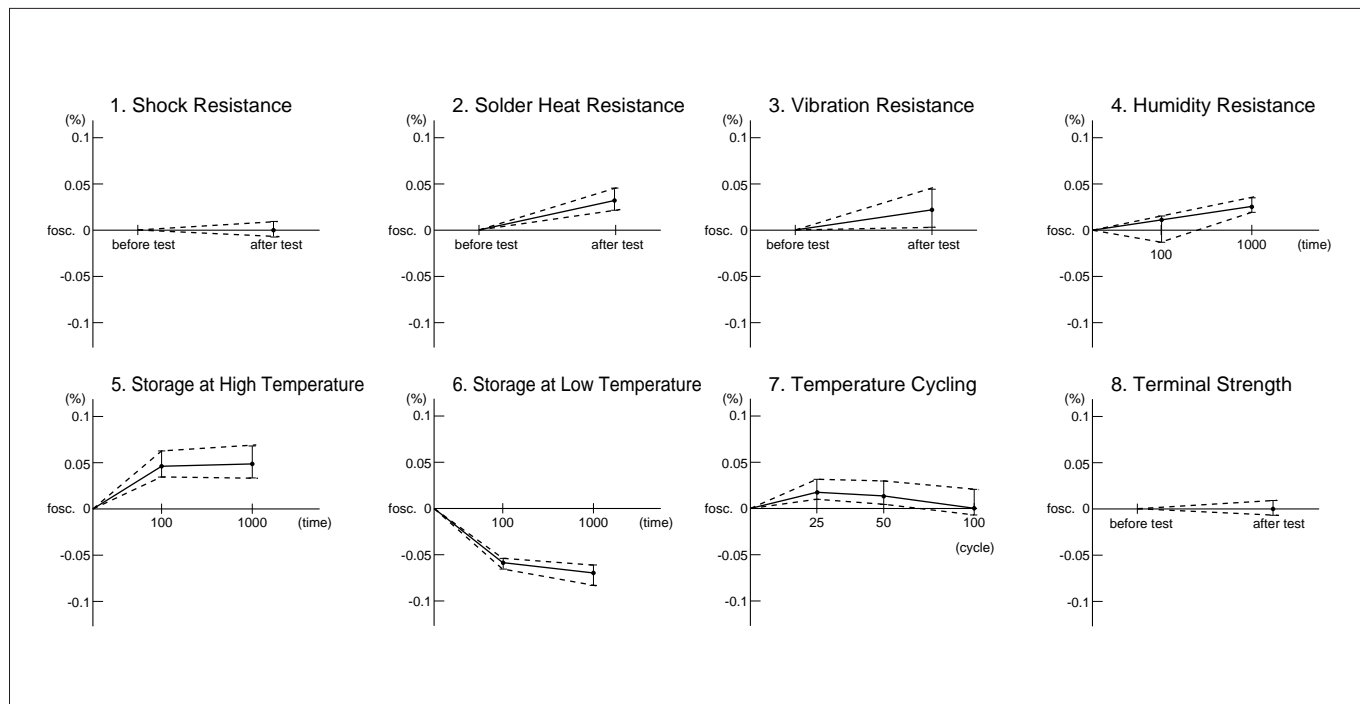 1. Shock Resistance
(%)
0.1
0.05
fosc. 0
before test after test
-0.05
-0.1
2. Solder Heat Resistance
(%)
0.1
0.05
fosc. 0
before test after test
-0.05
-0.1
3. Vibration Resistance
(%)
0.1
0.05
fosc. 0
before test after test
-0.05
-0.1
4. Humidity Resistance
(%)
0.1
0.05
fosc. 0
100 1000 (time)
-0.05
-0.1
5. Storage at High Temperature
(%)
0.1
0.05
fosc. 0
100 1000 (time)
-0.05
-0.1
6. Storage at Low Temperature
(%)
0.1
0.05
fosc. 0
100 1000 (time)
-0.05
-0.1
7. Temperature Cycling
(%)
0.1
0.05
fosc. 0
25 50 100
(cycle)
-0.05
-0.1
8. Terminal Strength
(%)
0.1
0.05
fosc. 0
before test after test
-0.05
-0.1